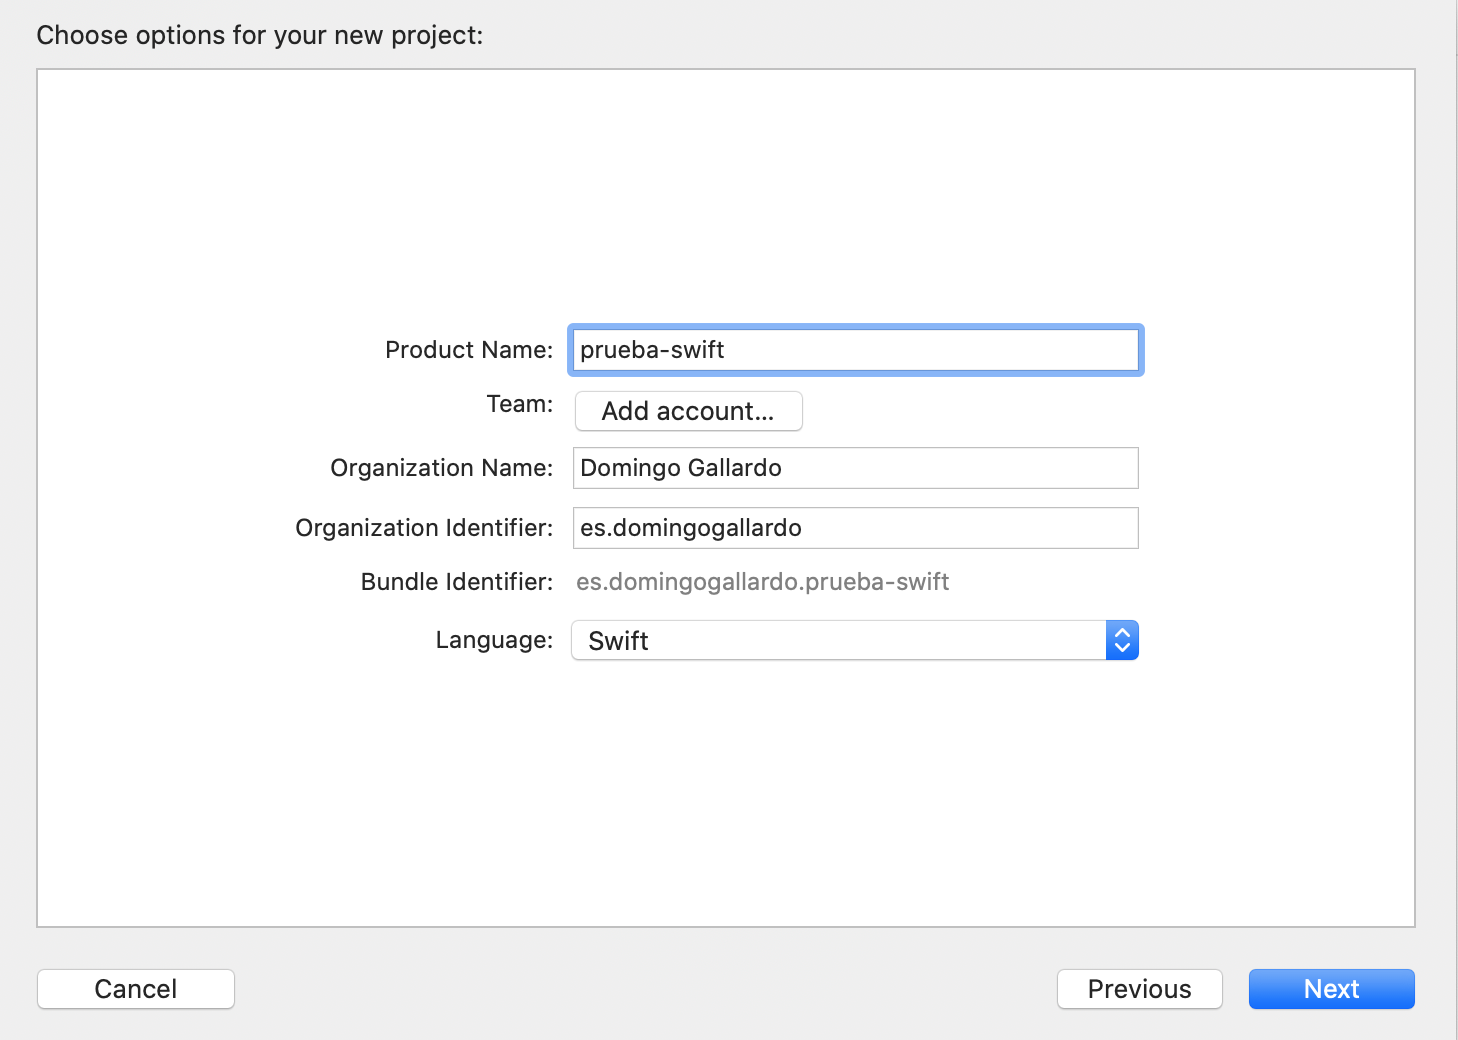 Choose options for your new project:
Product Name: prueba-swift
Team: Add account...
Organization Name: Domingo Gallardo
Organization Identifier: es.domingogallardo
Bundle Identifier: es.domingogallardo.prueba-swift
Language: Swift
Cancel Previous Next